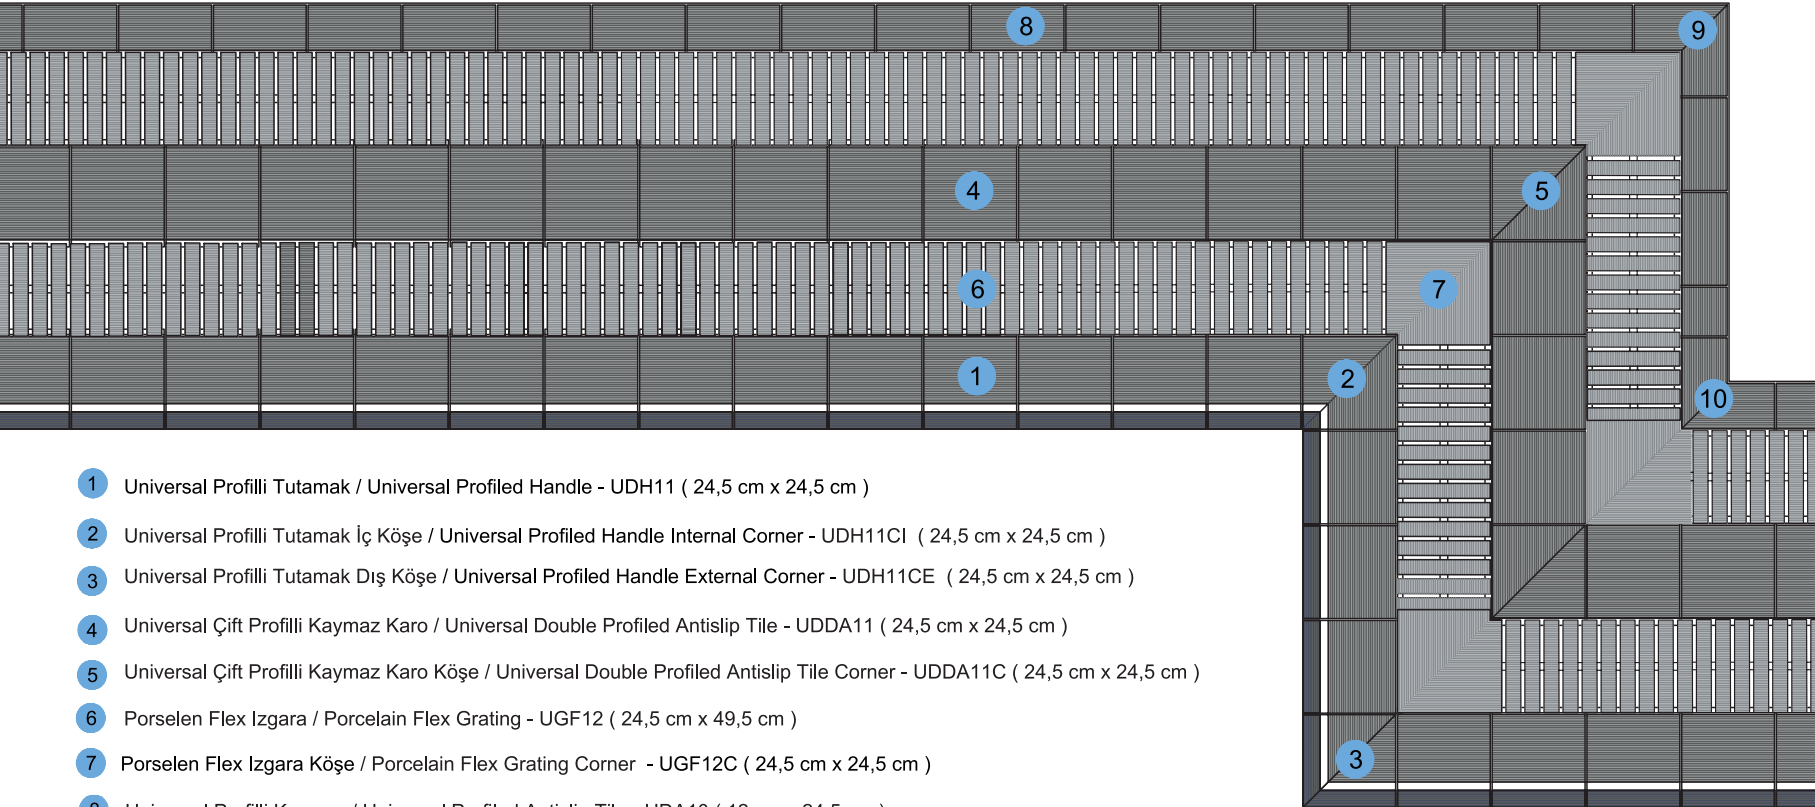 8
9
4
5
6
7
1
2
10
3
1 Universal Profilli Tutamak / Universal Profiled Handle - UDH11 ( 24,5 cm x 24,5 cm )
2 Universal Profilli Tutamak İç Köşe / Universal Profiled Handle Internal Corner - UDH11CI ( 24,5 cm x 24,5 cm )
3 Universal Profilli Tutamak Dış Köşe / Universal Profiled Handle External Corner - UDH11CE ( 24,5 cm x 24,5 cm )
4 Universal Çift Profilli Kaymaz Karo / Universal Double Profiled Antislip Tile - UDDA11 ( 24,5 cm x 24,5 cm )
5 Universal Çift Profilli Kaymaz Karo Köşe / Universal Double Profiled Antislip Tile Corner - UDDA11C ( 24,5 cm x 24,5 cm )
6 Porselen Flex Izgara / Porcelain Flex Grating - UGF12 ( 24,5 cm x 49,5 cm )
7 Porselen Flex Izgara Köşe / Porcelain Flex Grating Corner - UGF12C ( 24,5 cm x 24,5 cm )